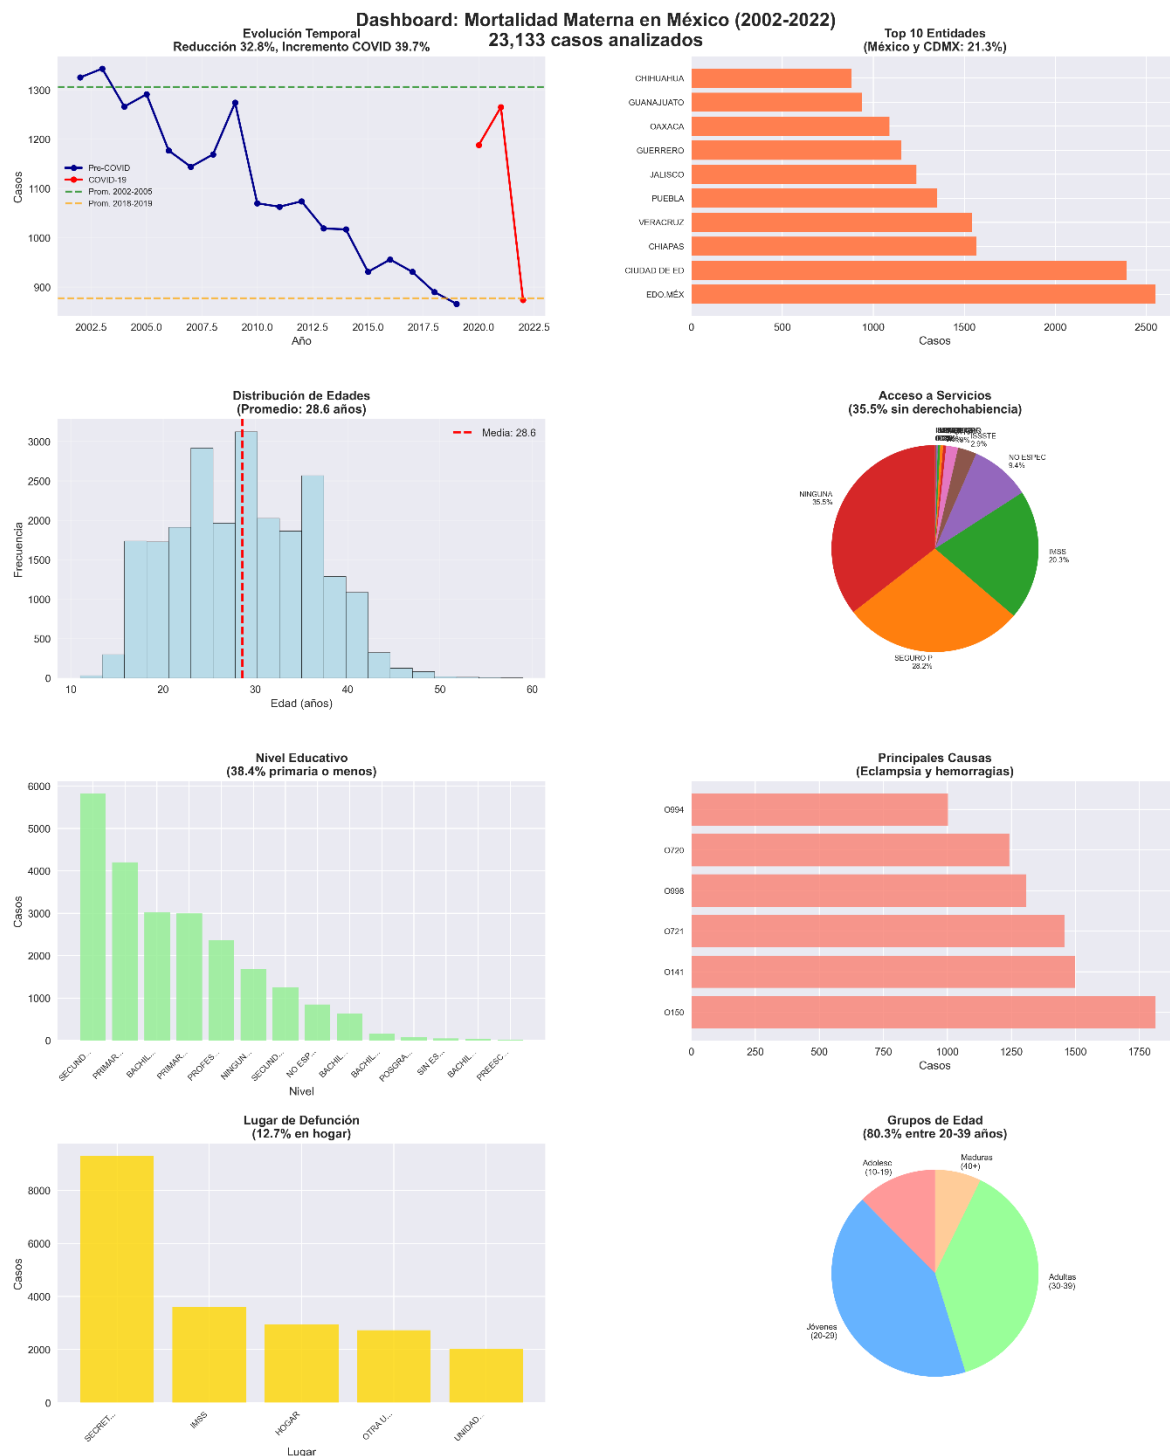 Dashboard: Mortalidad Materna en México (2002-2022)
23,133 casos analizados
Evolución Temporal
Reducción 32.8%, Incremento COVID 39.7%
Casos
1300
1200
1100
1000
900
Pre-COVID
COVID-19
Prom. 2002-2005
Prom. 2018-2019
2002.5 2005.0 2007.5 2010.0 2012.5 2015.0 2017.5 2020.0 2022.5
Año
Top 10 Entidades
(México y CDMX: 21.3%)
CHIHUAHUA
GUANAJUATO
OAXACA
GUERRERO
JALISCO
PUEBLA
VERACRUZ
CHIAPAS
CIUDAD DE ED
EDO.MÉX
0 500 1000 1500 2000 2500
Casos
Distribución de Edades
(Promedio: 28.6 años)
Frecuencia
3000
2500
2000
1500
1000
500
0
Media: 28.6
10 20 30 40 50 60
Edad (años)
Acceso a Servicios
(35.5% sin derechohabiencia)
ISSSTE
2.9%
NO ESPEC
9.4%
NINGUNA
35.5%
IMSS
20.3%
SEGURO P
28.2%
Nivel Educativo
(38.4% primaria o menos)
Casos
6000
5000
4000
3000
2000
1000
0
SECUND... PRIMAR... BACHIL... PRIMAR... PROFES... NINGUN... SECUND... NO ESP... BACHIL... BACHIL... POSGRA... SIN ES... BACHIL... PREESC...
Nivel
Principales Causas
(Eclampsia y hemorragias)
O994
O720
O998
O721
O141
O150
0 250 500 750 1000 1250 1500 1750
Casos
Lugar de Defunción
(12.7% en hogar)
Casos
8000
6000
4000
2000
0
SECRET... IMSS HOGAR OTRA U... UNIDAD...
Lugar
Grupos de Edad
(80.3% entre 20-39 años)
Maduras
(40+)
Adolesc
(10-19)
Adultas
(30-39)
Jóvenes
(20-29)